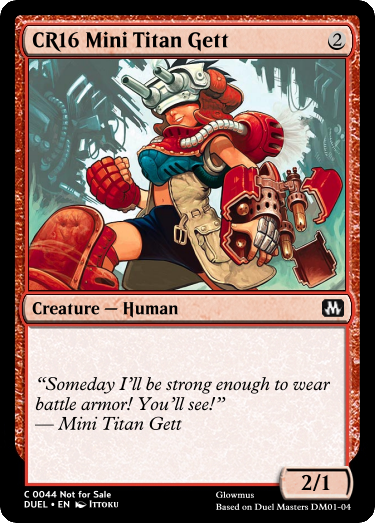 CR16 Mini Titan Gett
2
Creature — Human
M
“Someday I’ll be strong enough to wear
battle armor! You’ll see!”
— Mini Titan Gett
2/1
C 0044 Not for Sale
DUEL • EN Ittoku
Glowmus
Based on Duel Masters DM01-04